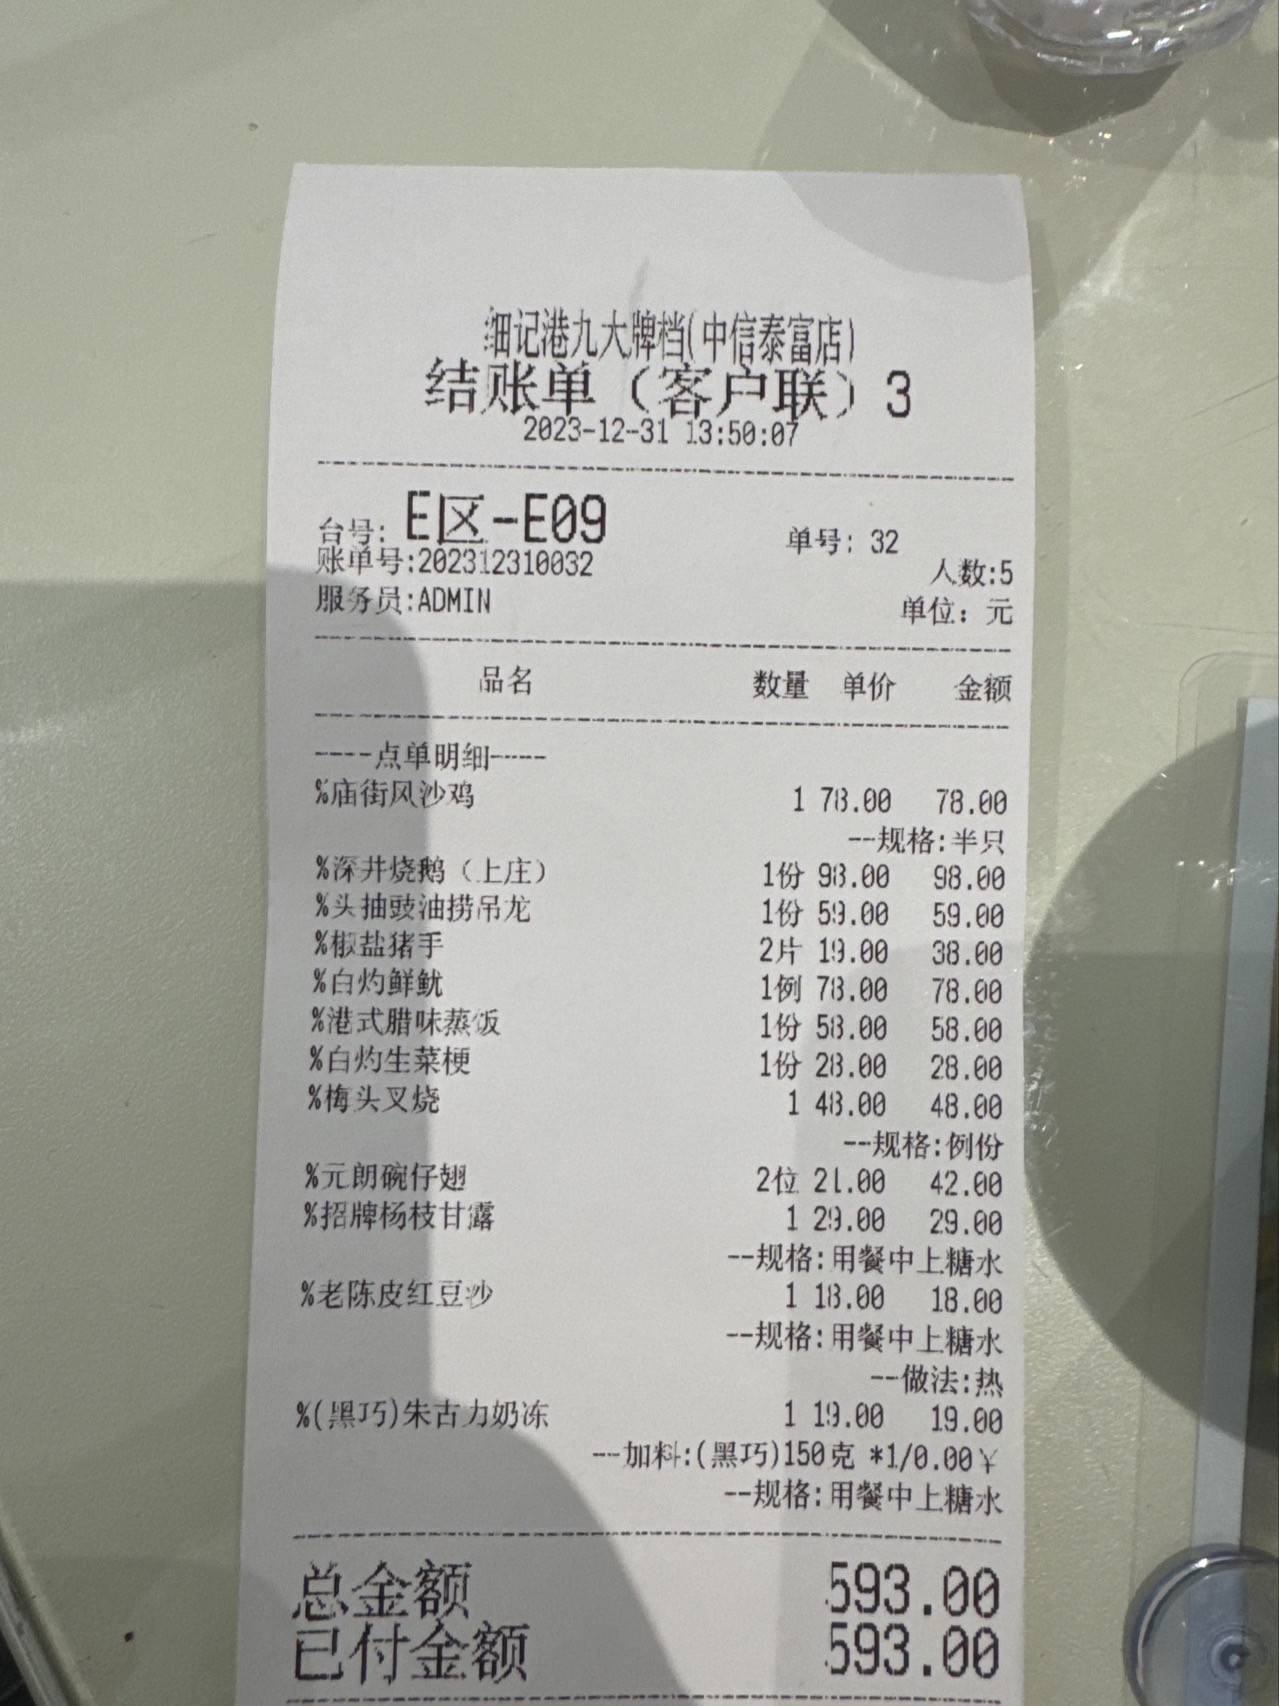 细记港九大牌档(中信泰富店)
结账单（客户联）3
2023-12-31 13:50:07
台号: E区-E09 单号: 32
账单号:202312310032 人数:5
服务员:ADMIN 单位: 元
品名 数量 单价 金额
----点单明细-----
%庙街风沙鸡 1 78.00 78.00
--规格:半只
%深井烧鹅（上庄） 1份 98.00 98.00
%头抽豉油捞吊龙 1份 59.00 59.00
%椒盐猪手 2片 19.00 38.00
%白灼鲜鱿 1例 78.00 78.00
%港式腊味蒸饭 1份 58.00 58.00
%白灼生菜梗 1份 28.00 28.00
%梅头叉烧 1 48.00 48.00
--规格:例份
%元朗碗仔翅 2位 21.00 42.00
%招牌杨枝甘露 1 29.00 29.00
--规格:用餐中上糖水
%老陈皮红豆沙 1 18.00 18.00
--规格:用餐中上糖水
--做法:热
%(黑巧)朱古力奶冻 1 19.00 19.00
--加料:(黑巧)150克 *1/0.00¥
--规格:用餐中上糖水
总金额 593.00
已付金额 593.00